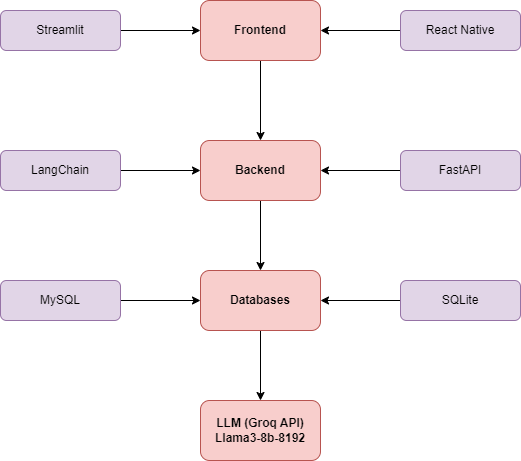 Streamlit
Frontend
React Native
LangChain
Backend
FastAPI
MySQL
Databases
SQLite
LLM (Groq API)
Llama3-8b-8192